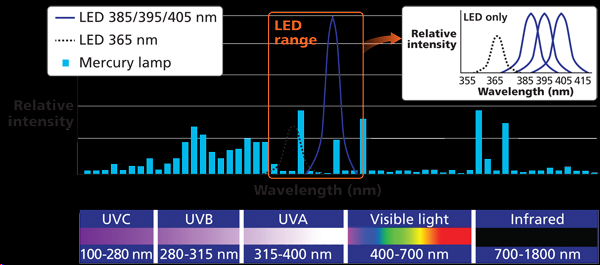 LED 385/395/405 nm
LED 365 nm
Mercury lamp
LED
range
LED only
Relative
intensity
355 365 385 395 405 415
Wavelength (nm)
Relative
intensity
Wavelength (nm)
UVC UVB UVA Visible light Infrared
100-280 nm 280-315 nm 315-400 nm 400-700 nm 700-1800 nm